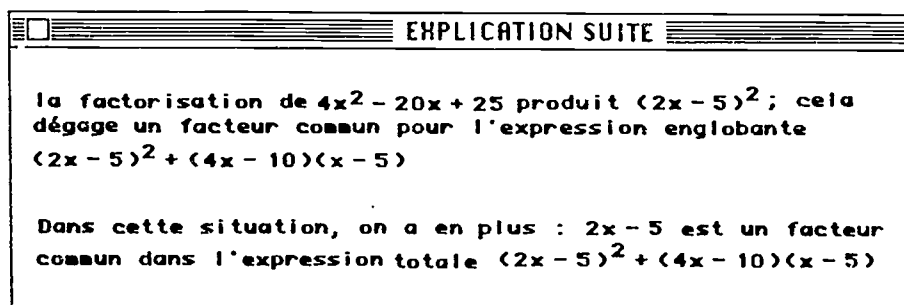 EXPLICATION SUITE
la factorisation de 4x² - 20x + 25 produit (2x - 5)² ; cela
dégage un facteur commun pour l'expression englobante
(2x - 5)² + (4x - 10)(x - 5)
Dans cette situation, on a en plus : 2x - 5 est un facteur
commun dans l'expression totale (2x - 5)² + (4x - 10)(x - 5)